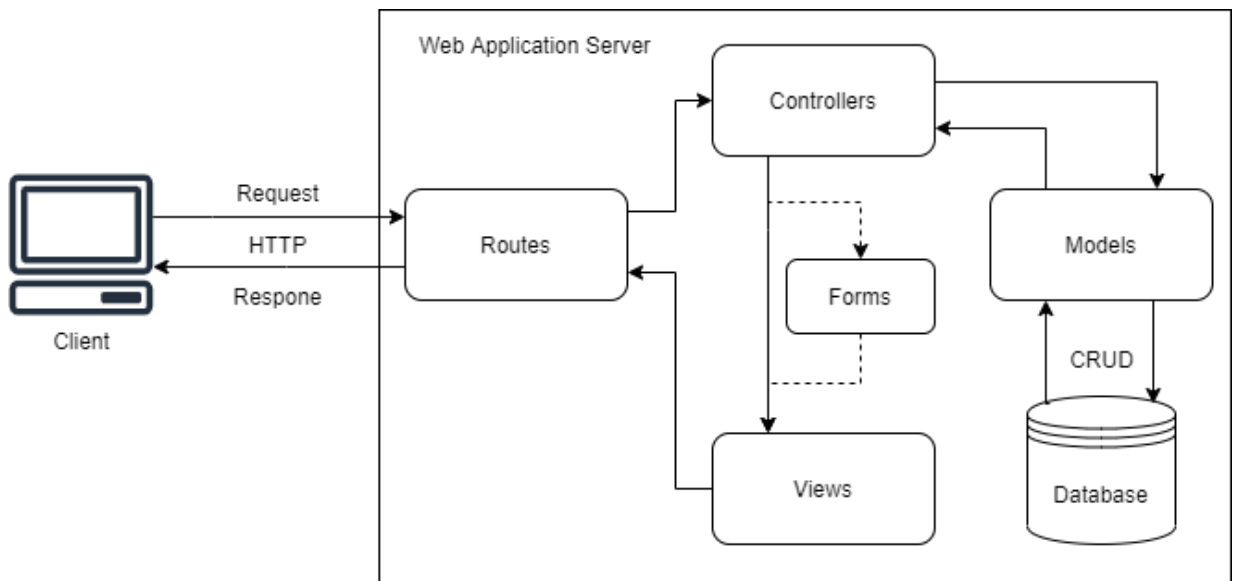 Web Application Server
Controllers
Request
HTTP
Respone
Routes
Models
Forms
Client
CRUD
Views
Database